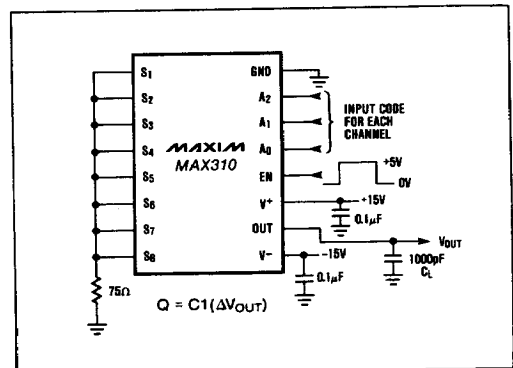 S1
S2
S3
S4
S5
S6
S7
S8
75Ω
MAXIM
MAX310
GND
A2
A1
A0
EN
V+
OUT
V−
INPUT CODE
FOR EACH
CHANNEL
+5V
0V
+15V
0.1µF
−15V
0.1µF
VOUT
1000pF
CL
Q = C1(ΔVOUT)